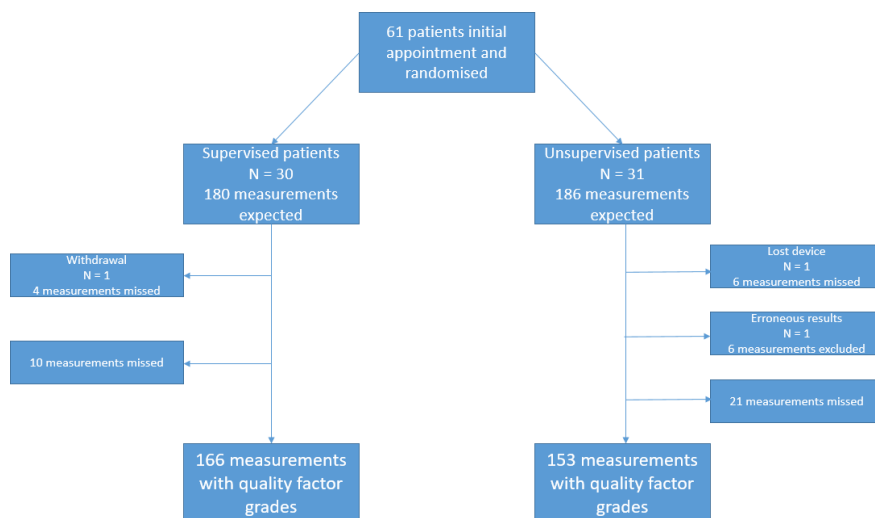 61 patients initial
appointment and
randomised
Supervised patients
N = 30
180 measurements
expected
Unsupervised patients
N = 31
186 measurements
expected
Withdrawal
N = 1
4 measurements missed
Lost device
N = 1
6 measurements missed
Erroneous results
N = 1
6 measurements excluded
10 measurements missed
21 measurements missed
166 measurements
with quality factor
grades
153 measurements
with quality factor
grades